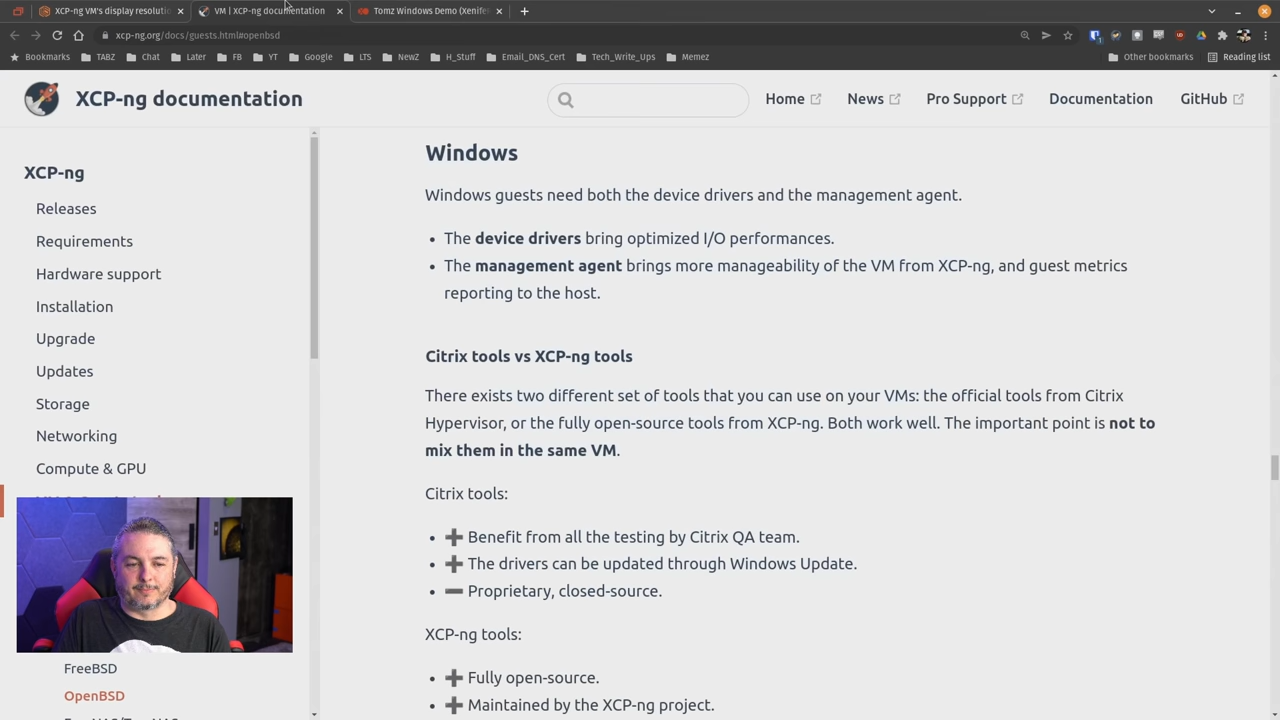 XCP-ng VM's display resoluti
VM | XCP-ng documentation
Tomz Windows Demo (Xenifer
xcp-ng.org/docs/guests.html#openbsd
Bookmarks
TABZ
Chat
Later
FB
YT
Google
LTS
NewZ
H_Stuff
Email_DNS_Cert
Tech_Write_Ups
Memez
Other bookmarks
Reading list
XCP-ng documentation
Home
News
Pro Support
Documentation
GitHub
XCP-ng
Releases
Requirements
Hardware support
Installation
Upgrade
Updates
Storage
Networking
Compute & GPU
FreeBSD
OpenBSD
Windows
Windows guests need both the device drivers and the management agent.
• The device drivers bring optimized I/O performances.
• The management agent brings more manageability of the VM from XCP-ng, and guest metrics
reporting to the host.
Citrix tools vs XCP-ng tools
There exists two different set of tools that you can use on your VMs: the official tools from Citrix
Hypervisor, or the fully open-source tools from XCP-ng. Both work well. The important point is not to
mix them in the same VM.
Citrix tools:
• ➕ Benefit from all the testing by Citrix QA team.
• ➕ The drivers can be updated through Windows Update.
• ➖ Proprietary, closed-source.
XCP-ng tools:
• ➕ Fully open-source.
• ➕ Maintained by the XCP-ng project.